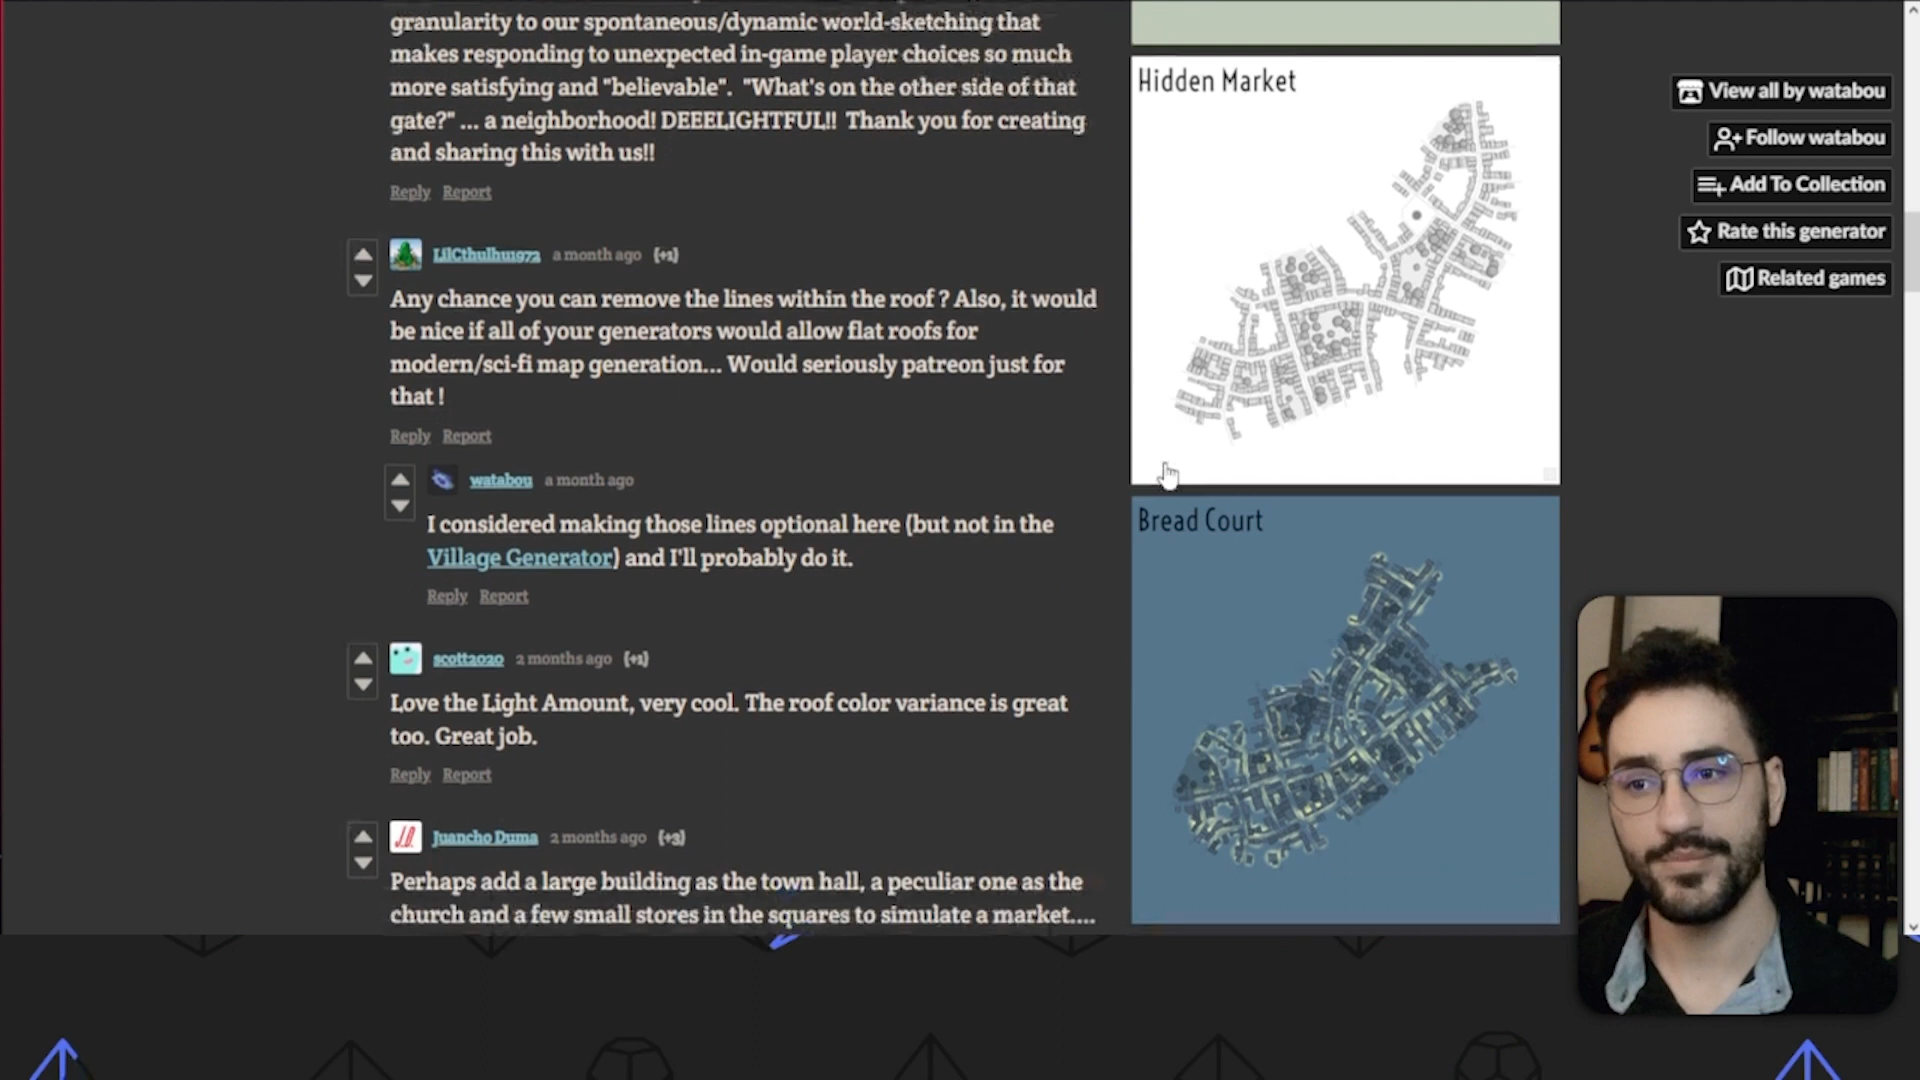 granularity to our spontaneous/dynamic world-sketching that
makes responding to unexpected in-game player choices so much
more satisfying and "believable".  "What's on the other side of that
gate?" ... a neighborhood! DEEELIGHTFUL!!  Thank you for creating
and sharing this with us!!
Reply Report
LilCthulhu1972 a month ago (+1)
Any chance you can remove the lines within the roof ? Also, it would
be nice if all of your generators would allow flat roofs for
modern/sci-fi map generation... Would seriously patreon just for
that !
Reply Report
watabou a month ago
I considered making those lines optional here (but not in the
Village Generator) and I'll probably do it.
Reply Report
scott2020 2 months ago (+1)
Love the Light Amount, very cool. The roof color variance is great
too. Great job.
Reply Report
J.D.
Juancho Duma 2 months ago (+3)
Perhaps add a large building as the town hall, a peculiar one as the
church and a few small stores in the squares to simulate a market....
Hidden Market
Bread Court
View all by watabou
Follow watabou
Add To Collection
Rate this generator
Related games